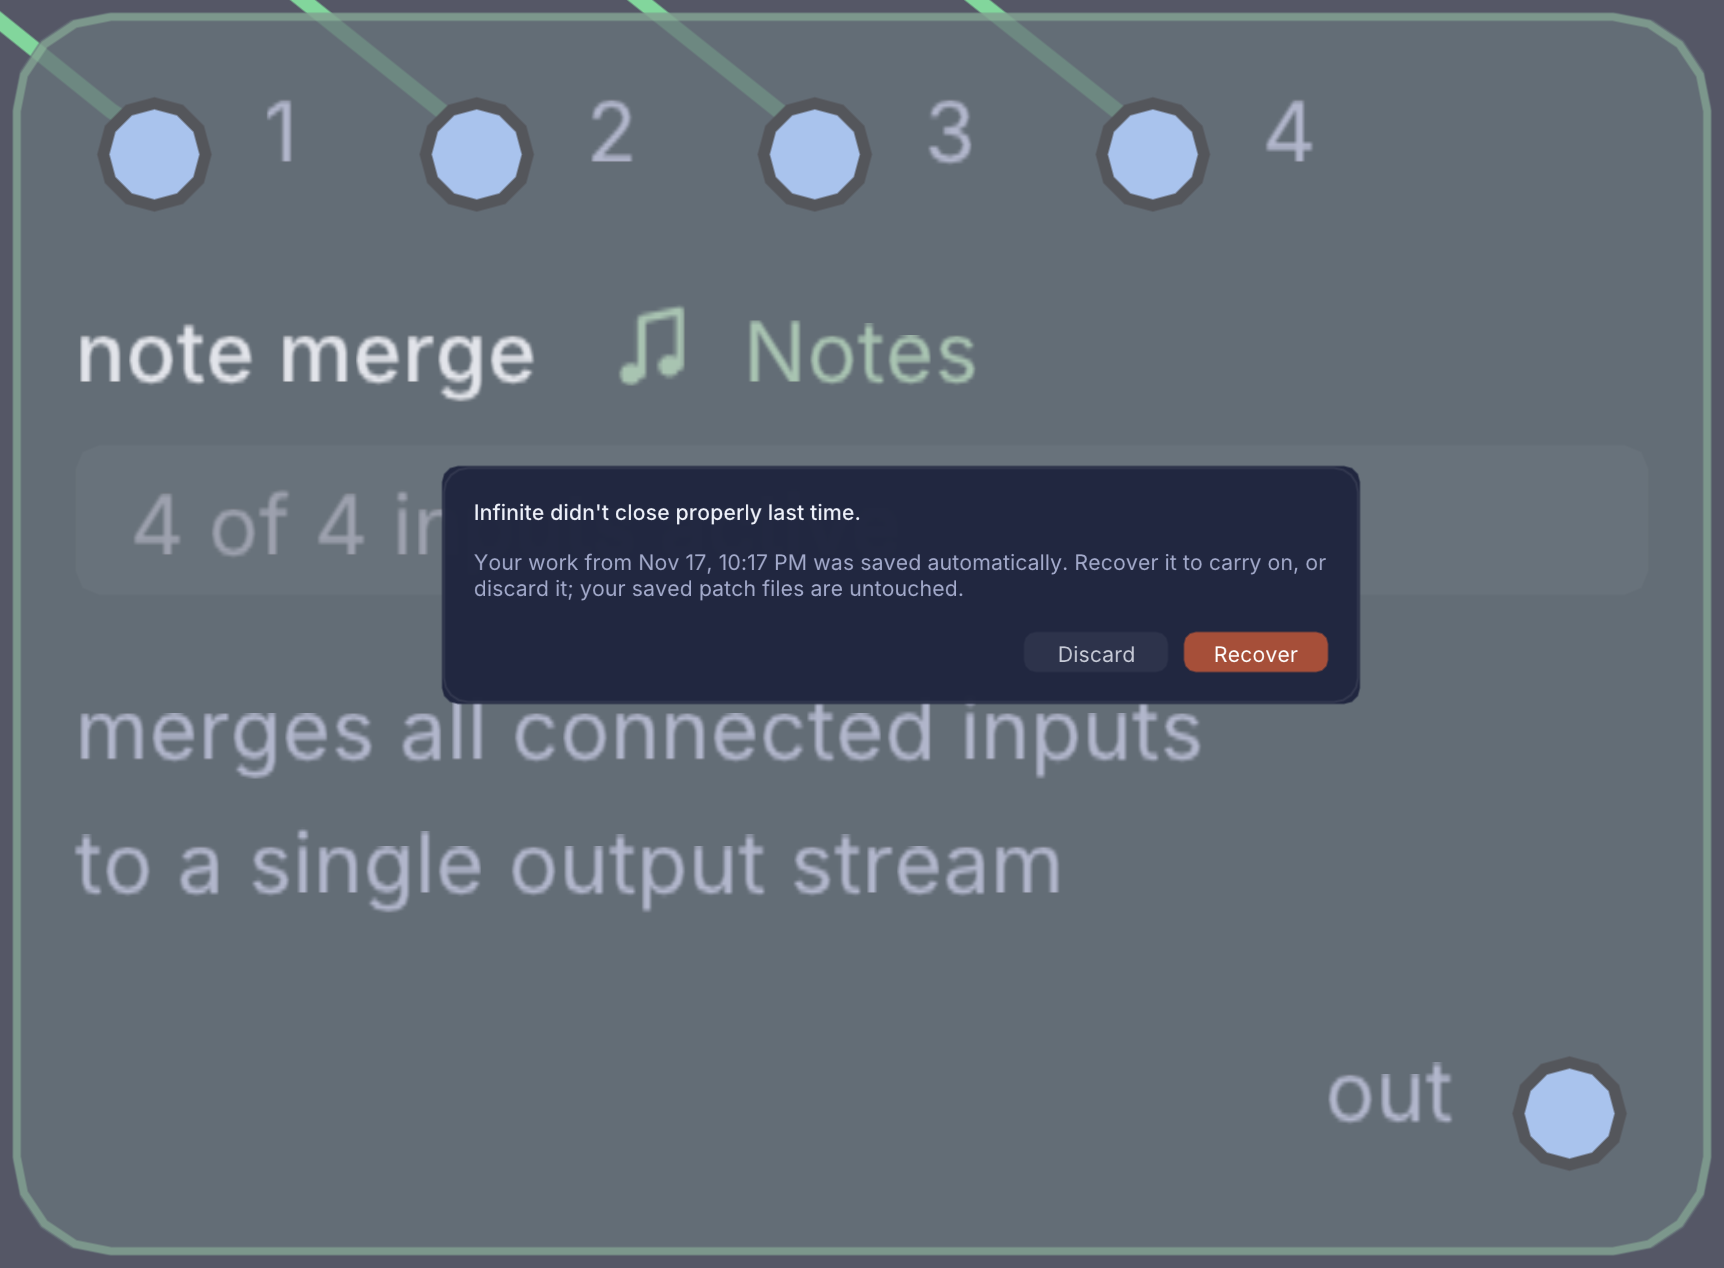 1 2 3 4
note merge Notes
4 of 4
Infinite didn't close properly last time.
Your work from Nov 17, 10:17 PM was saved automatically. Recover it to carry on, or
discard it; your saved patch files are untouched.
Discard Recover
merges all connected inputs
to a single output stream
out